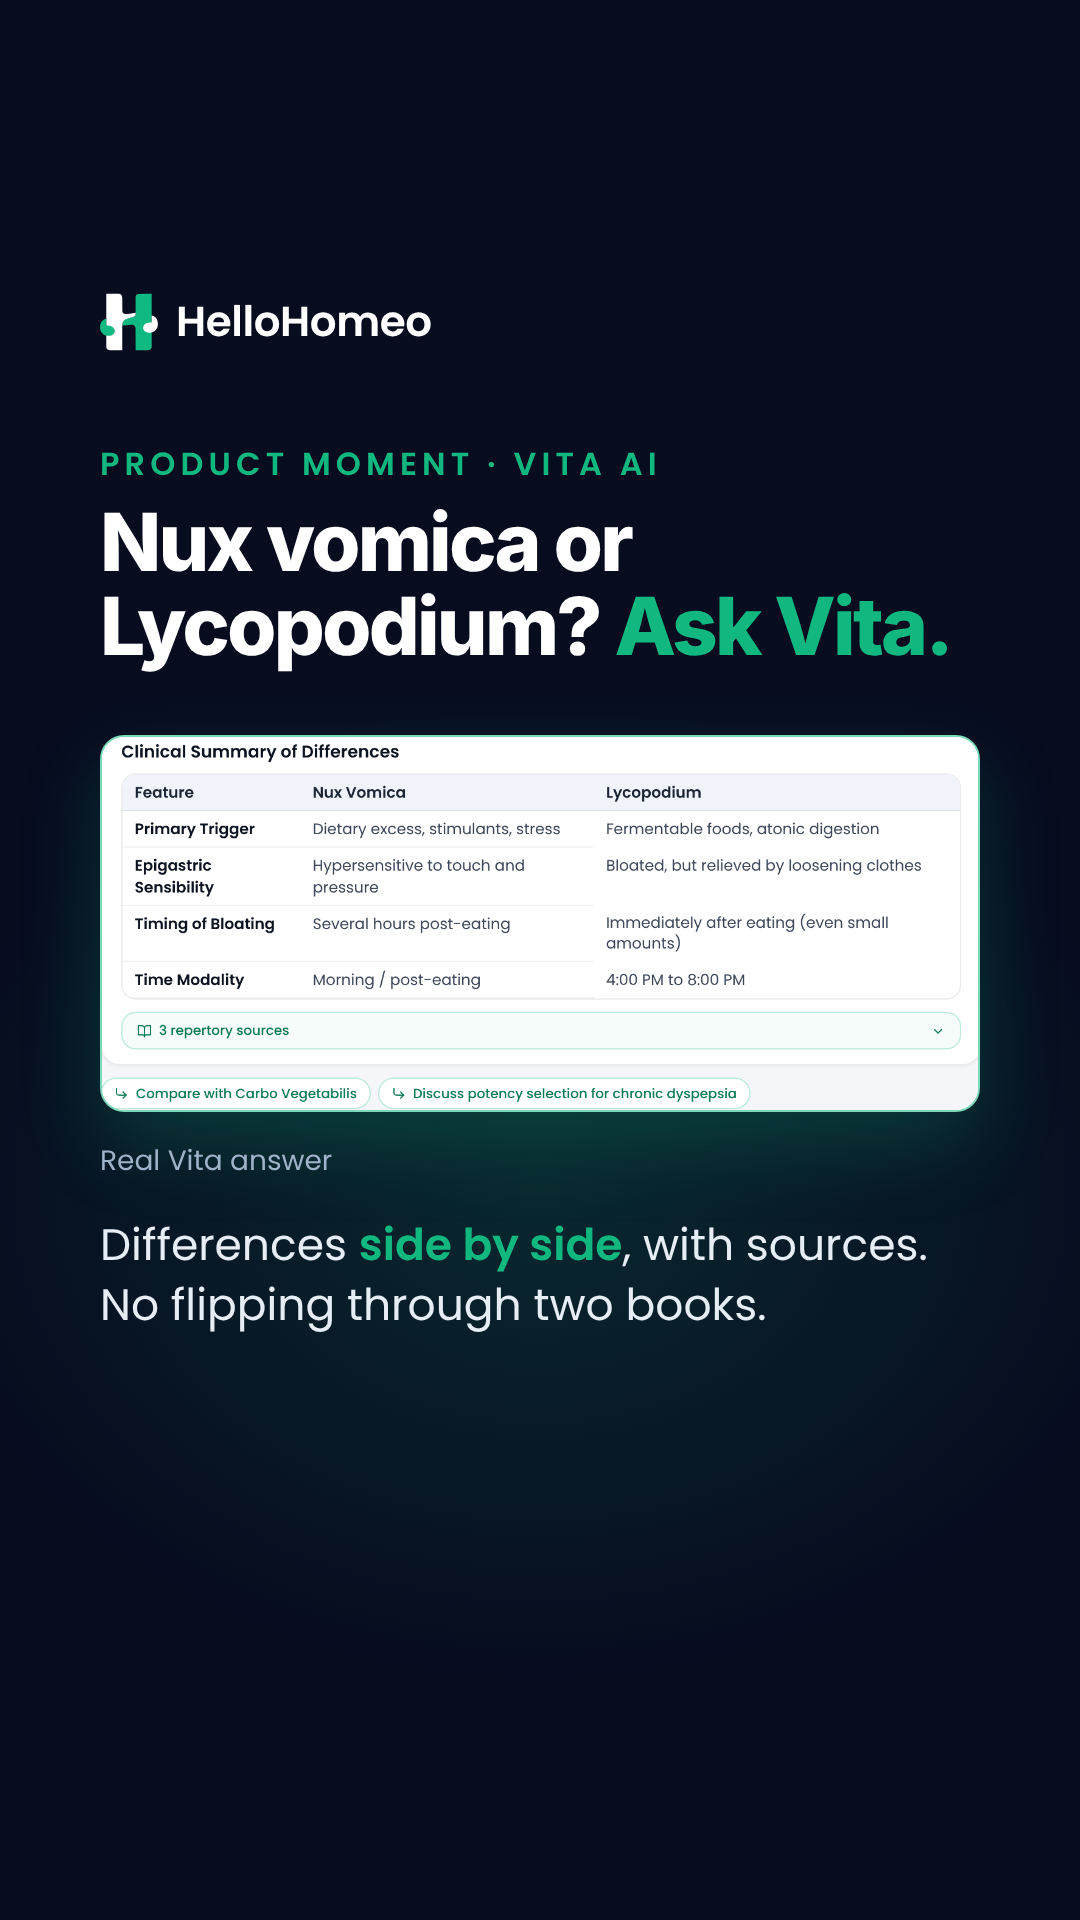 HelloHomeo
PRODUCT MOMENT · VITA AI
Nux vomica or
Lycopodium? Ask Vita.
Clinical Summary of Differences
Feature Nux Vomica Lycopodium
Primary Trigger Dietary excess, stimulants, stress Fermentable foods, atonic digestion
Epigastric Hypersensitive to touch and Bloated, but relieved by loosening clothes
Sensibility pressure
Timing of Bloating Several hours post-eating Immediately after eating (even small
amounts)
Time Modality Morning / post-eating 4:00 PM to 8:00 PM
3 repertory sources
Compare with Carbo Vegetabilis Discuss potency selection for chronic dyspepsia
Real Vita answer
Differences side by side, with sources.
No flipping through two books.